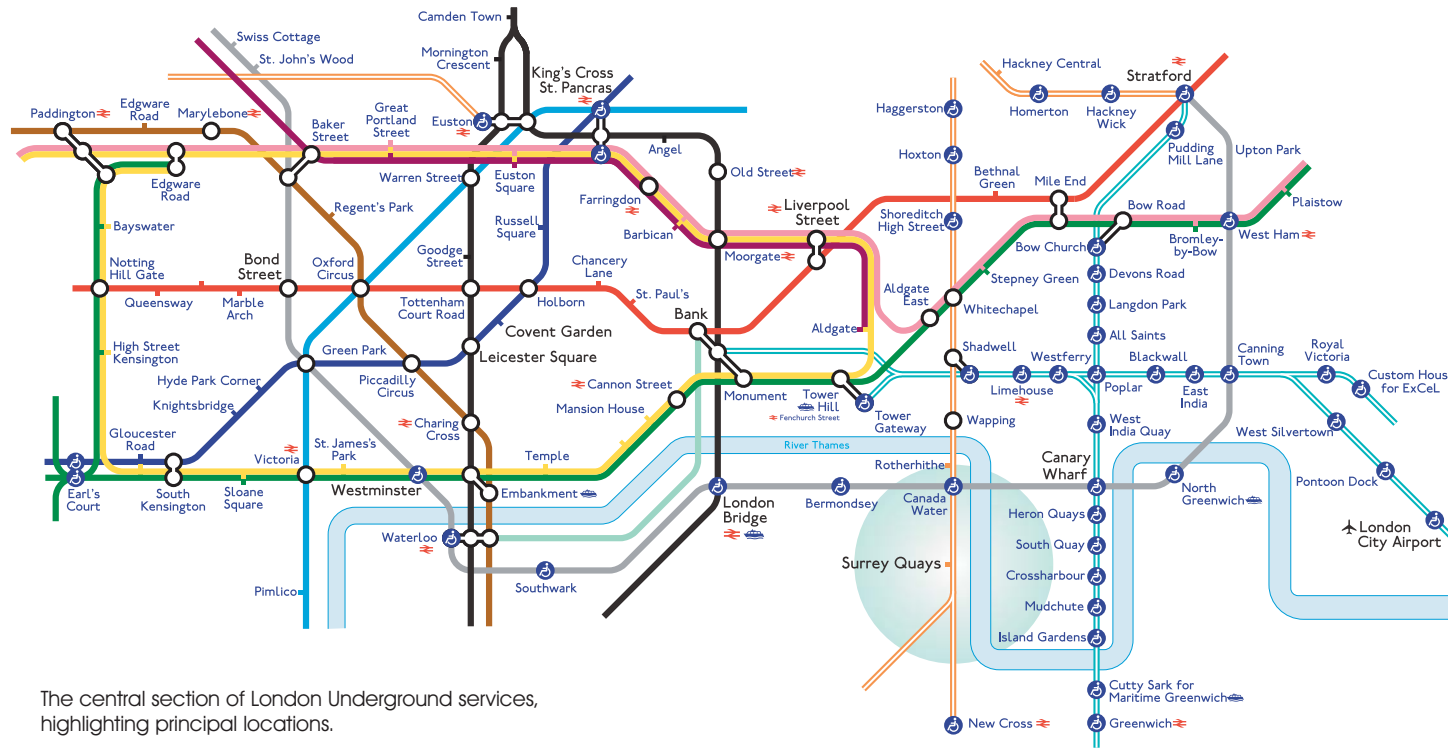 Camden Town
Swiss Cottage
St. John's Wood
Mornington
Crescent
King's Cross
St. Pancras
Hackney Central
Stratford
Paddington
Edgware
Road
Marylebone
Baker
Street
Great
Portland
Street
Euston
Haggerston
Homerton
Hackney
Wick
Pudding
Mill Lane
Upton Park
Angel
Hoxton
Edgware
Road
Warren Street
Euston
Square
Old Street
Farringdon
Bethnal
Green
Mile End
Plaistow
Regent's Park
Russell
Square
Liverpool
Street
Shoreditch
High Street
Bow Road
Bayswater
Barbican
Moorgate
Bow Church
Bromley-
by-Bow
West Ham
Notting
Hill Gate
Bond
Street
Oxford
Circus
Goodge
Street
Chancery
Lane
Stepney Green
Devons Road
Queensway
Marble
Arch
Tottenham
Court Road
Holborn
St. Paul's
Aldgate
East
Whitechapel
Langdon Park
Bank
Aldgate
Covent Garden
Leicester Square
All Saints
High Street
Kensington
Green Park
Shadwell
Westferry
Blackwall
Canning
Town
Royal
Victoria
Hyde Park Corner
Piccadilly
Circus
Cannon Street
Monument
Tower
Hill
Fenchurch Street
Limehouse
Poplar
East
India
Custom House
for ExCeL
Knightsbridge
Mansion House
Tower
Gateway
Wapping
West
India Quay
West Silvertown
Gloucester
Road
Victoria
St. James's
Park
Charing
Cross
River Thames
Temple
Rotherhithe
Canary
Wharf
Earl's
Court
South
Kensington
Sloane
Square
Westminster
Embankment
London
Bridge
Bermondsey
Canada
Water
North
Greenwich
Pontoon Dock
Heron Quays
London
City Airport
Waterloo
South Quay
Surrey Quays
Crossharbour
Pimlico
Southwark
Mudchute
Island Gardens
Cutty Sark for
Maritime Greenwich
New Cross
Greenwich
The central section of London Underground services,
highlighting principal locations.